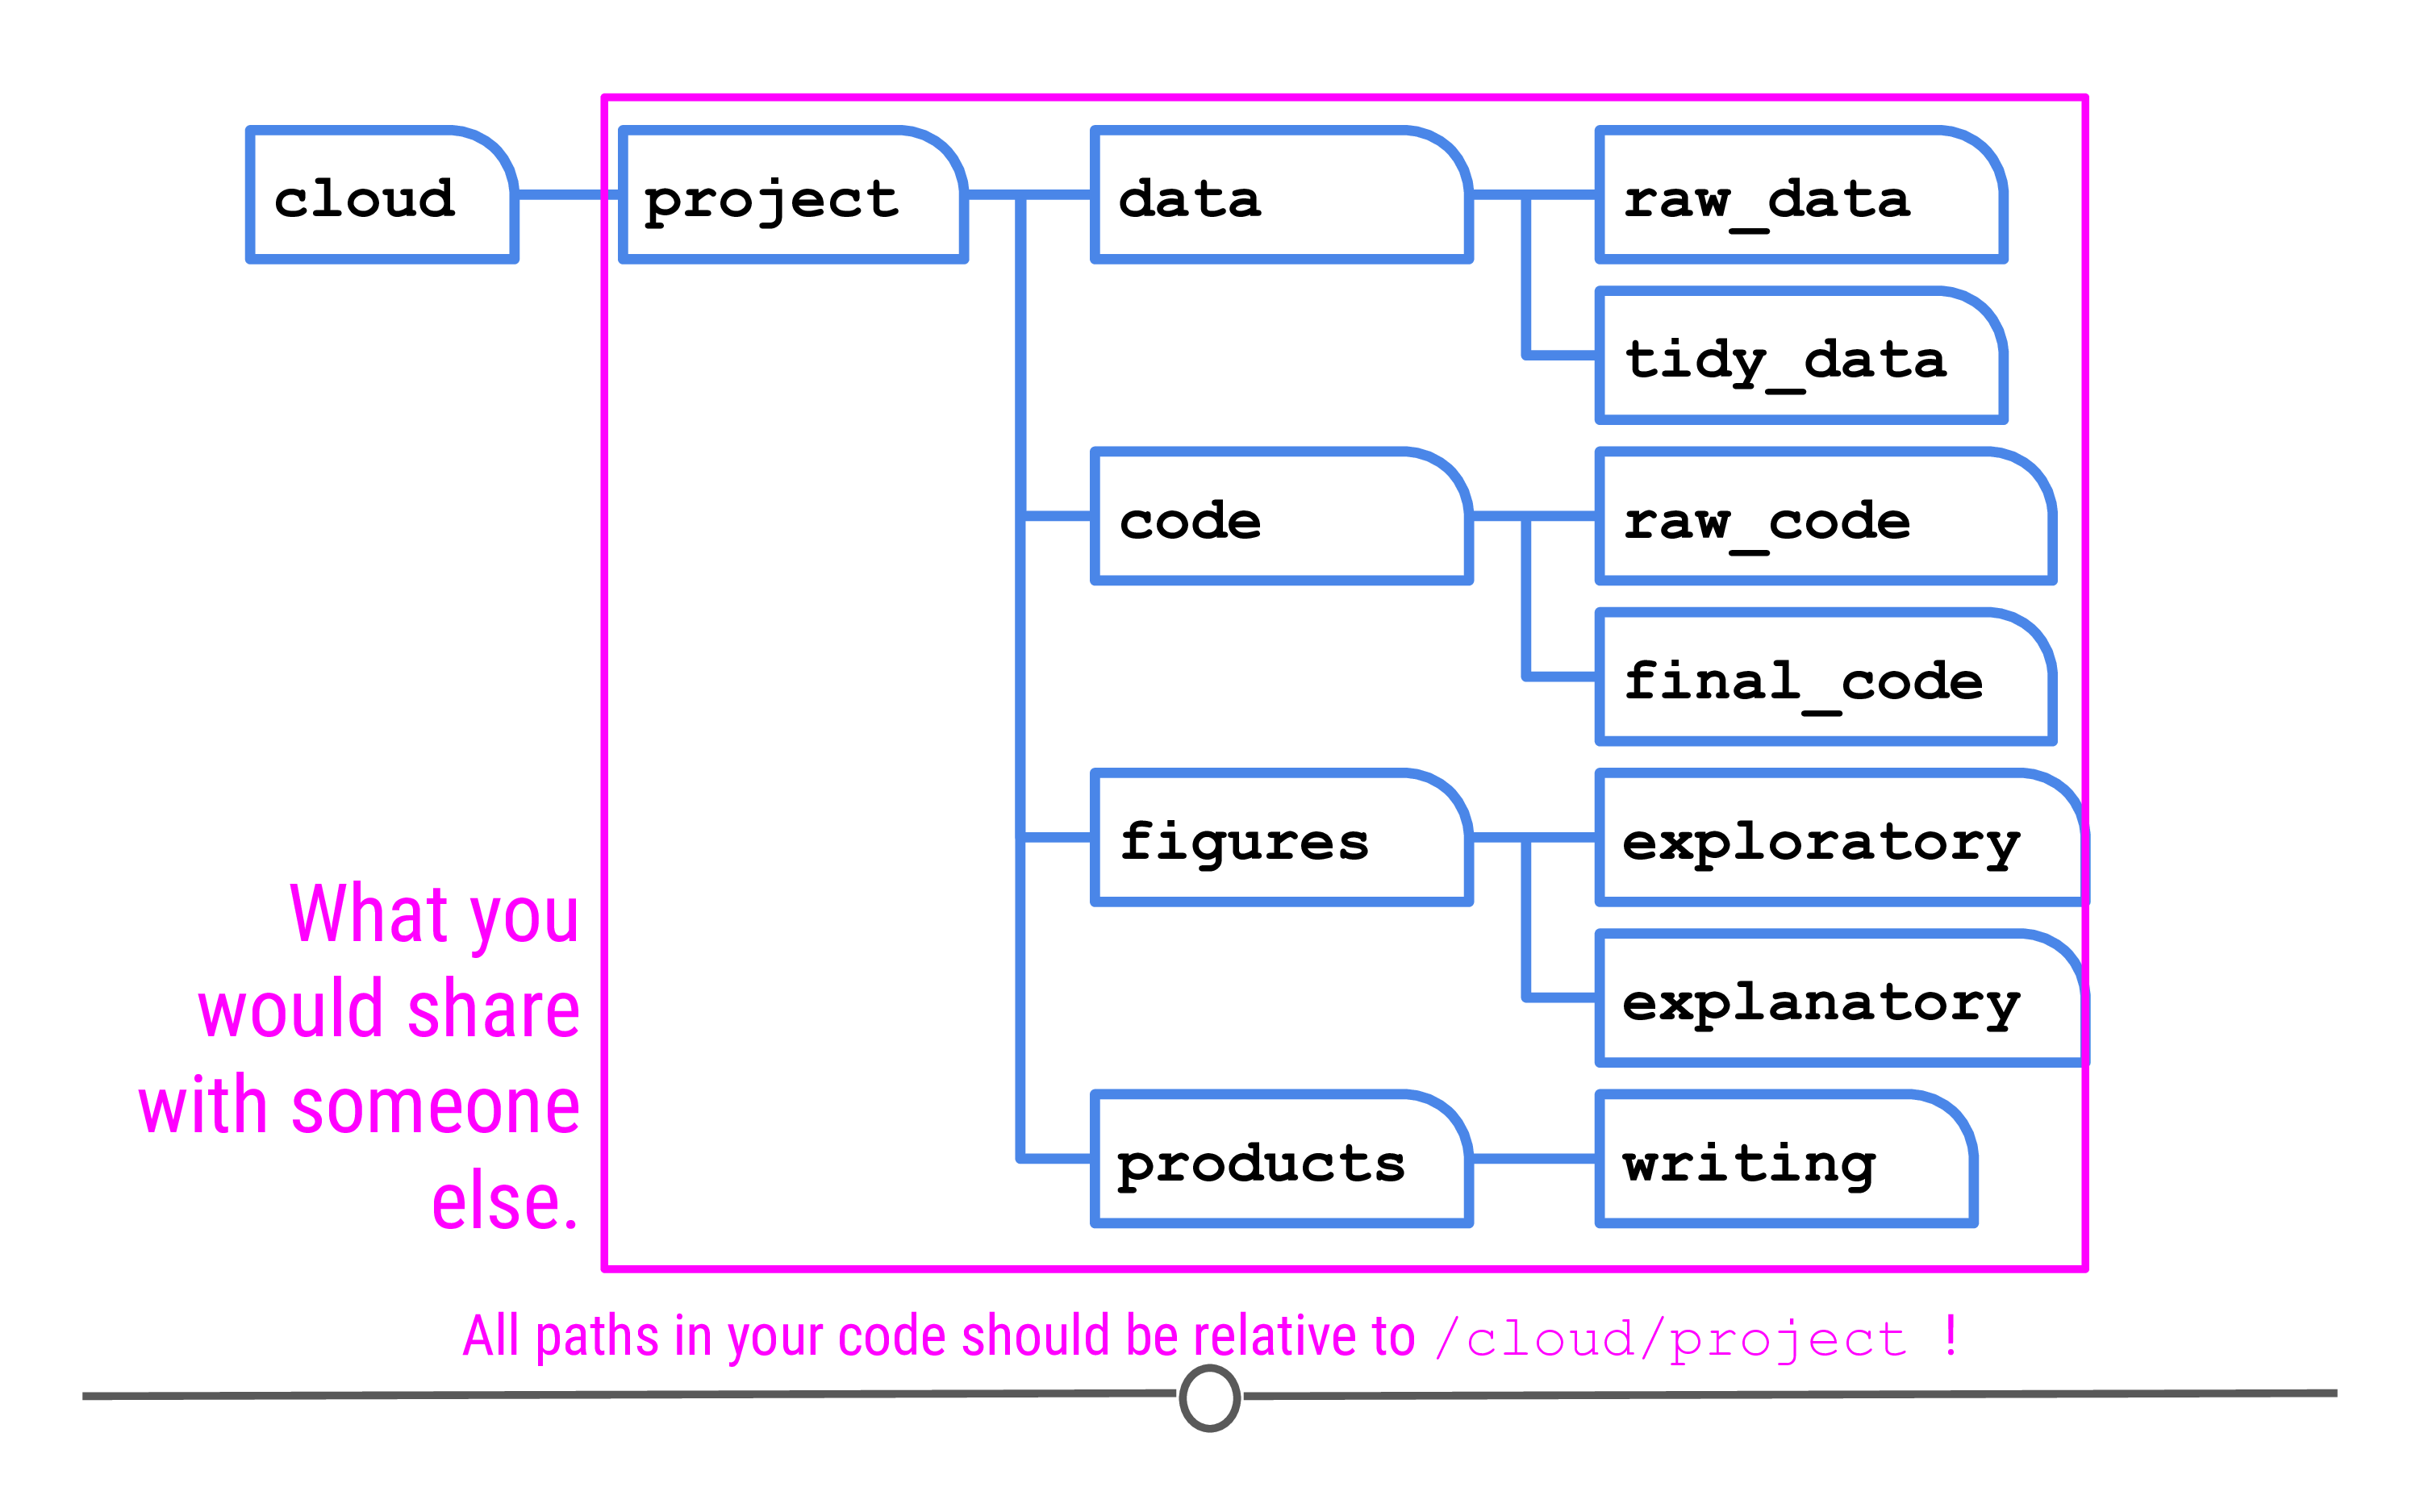 cloud
project
data
raw_data
tidy_data
code
raw_code
final_code
figures
exploratory
explanatory
products
writing
What you
would share
with someone
else.
All paths in your code should be relative to /cloud/project !